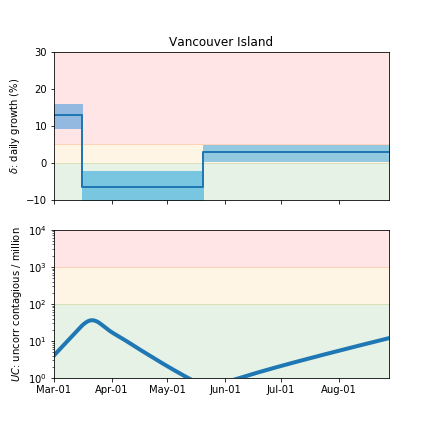 Vancouver Island
30
20
10
0
−10
δ: daily growth (%)
10⁴
10³
10²
10¹
10⁰
UC: uncorr contagious / million
Mar-01 Apr-01 May-01 Jun-01 Jul-01 Aug-01